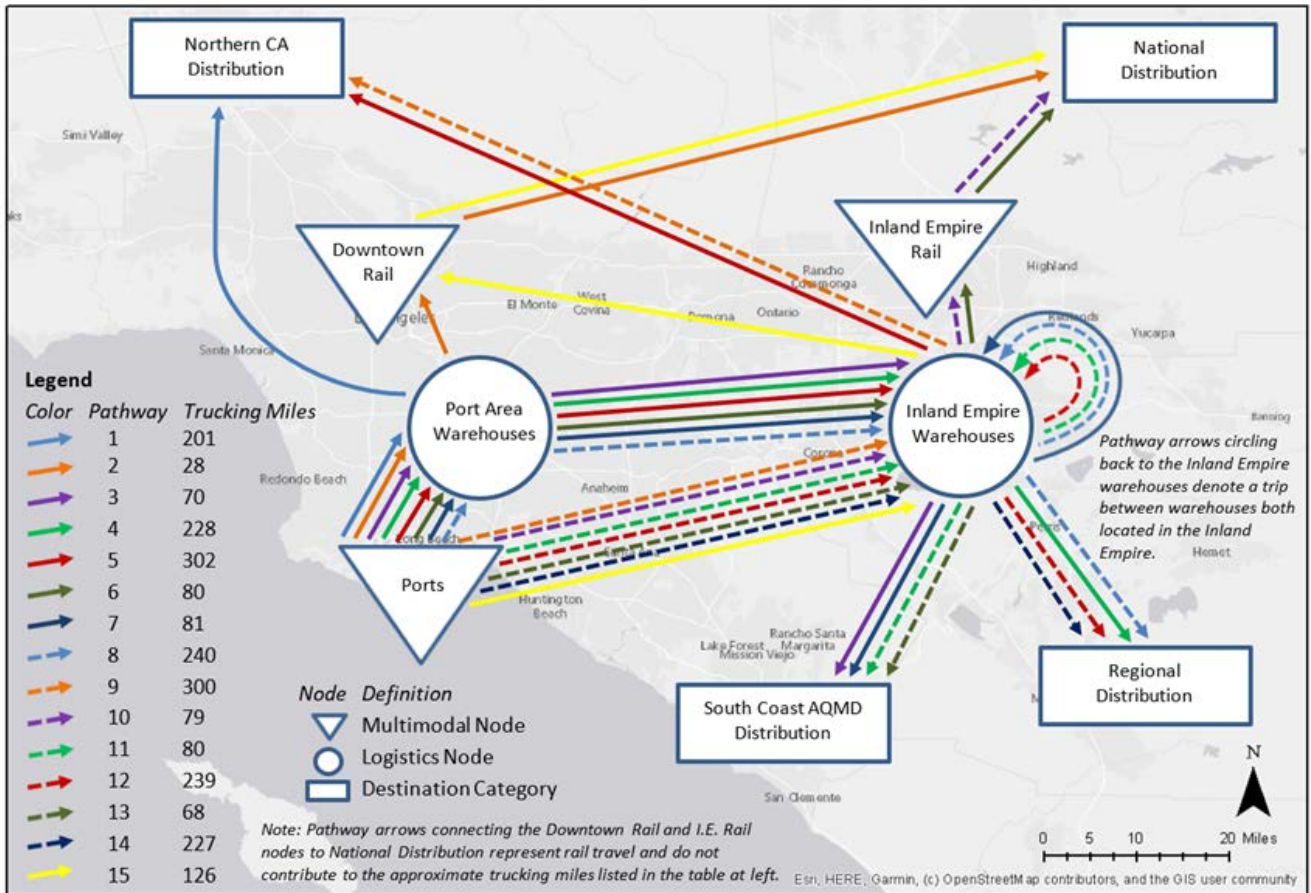 Northern CA
Distribution
National
Distribution
Simi Valley
Downtown
Rail
Inland Empire
Rail
Rancho
Highland
El Monte
West
Covina
Ontario
Redlands
Yucaipa
Santa Monica
Port Area
Warehouses
Inland Empire
Warehouses
Banning
Redondo Beach
Anaheim
Corona
Pathway arrows circling
back to the Inland Empire
warehouses denote a trip
between warehouses both
located in the Inland
Empire.
Perris
Hemet
Long Beach
Ports
Huntington
Beach
Lake Forest
Mission Viejo
Rancho Santa
Margarita
South Coast AQMD
Distribution
Regional
Distribution
San Clemente
Legend
Color Pathway Trucking Miles
1 201
2 28
3 70
4 228
5 302
6 80
7 81
8 240
9 300
10 79
11 80
12 239
13 68
14 227
15 126
Node Definition
Multimodal Node
Logistics Node
Destination Category
Note: Pathway arrows connecting the Downtown Rail and I.E. Rail
nodes to National Distribution represent rail travel and do not
contribute to the approximate trucking miles listed in the table at left.
N
0 5 10 20 Miles
Esri, HERE, Garmin, (c) OpenStreetMap contributors, and the GIS user community